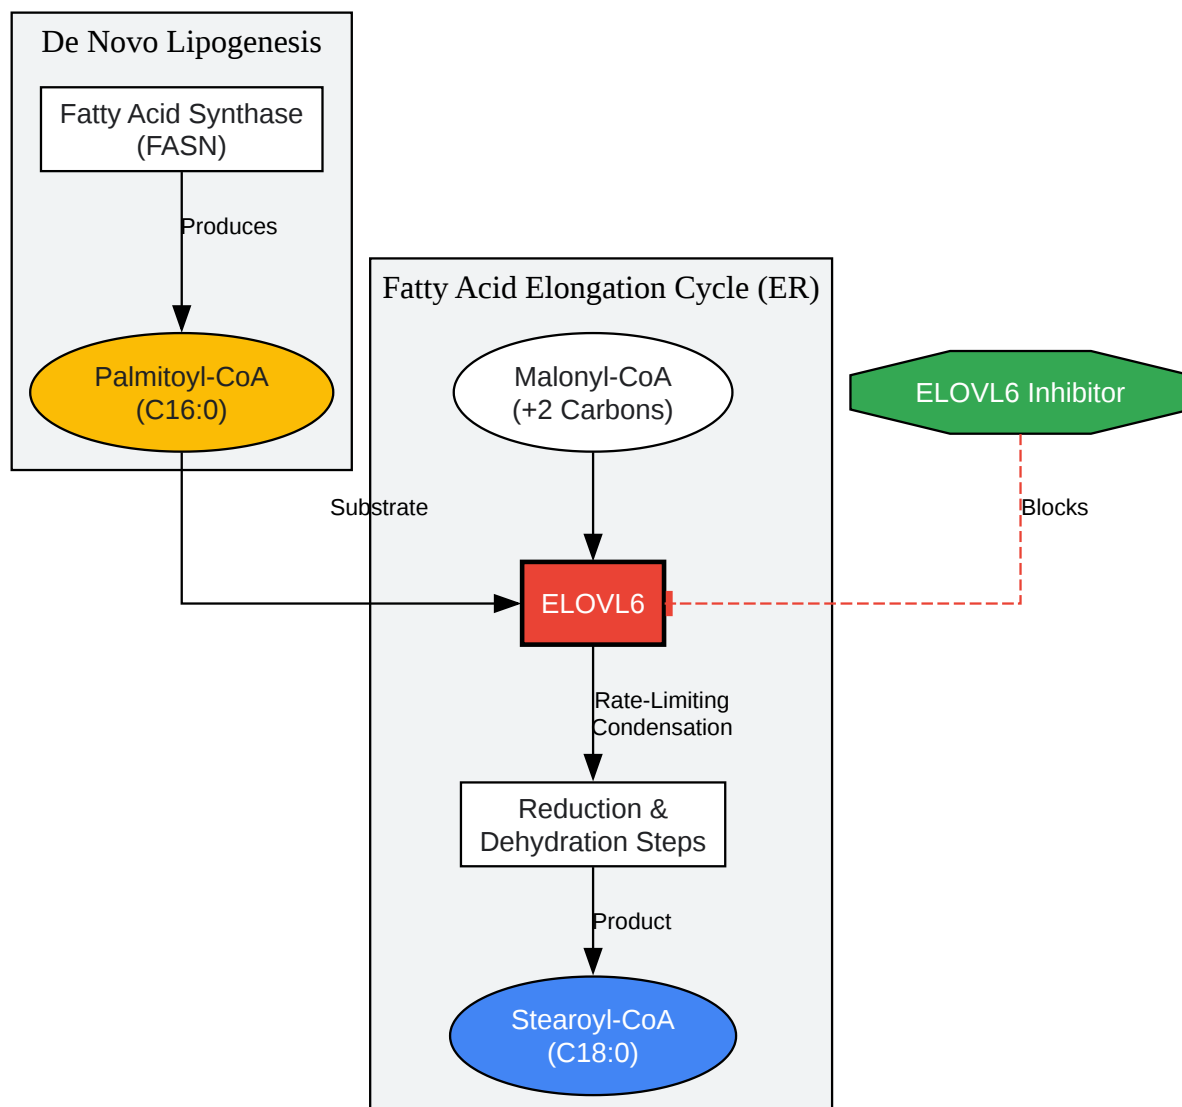 De Novo Lipogenesis
Fatty Acid Synthase
(FASN)
Produces
Palmitoyl-CoA
(C16:0)
Substrate
Fatty Acid Elongation Cycle (ER)
Malonyl-CoA
(+2 Carbons)
ELOVL6 Inhibitor
Blocks
ELOVL6
Rate-Limiting
Condensation
Reduction &
Dehydration Steps
Product
Stearoyl-CoA
(C18:0)